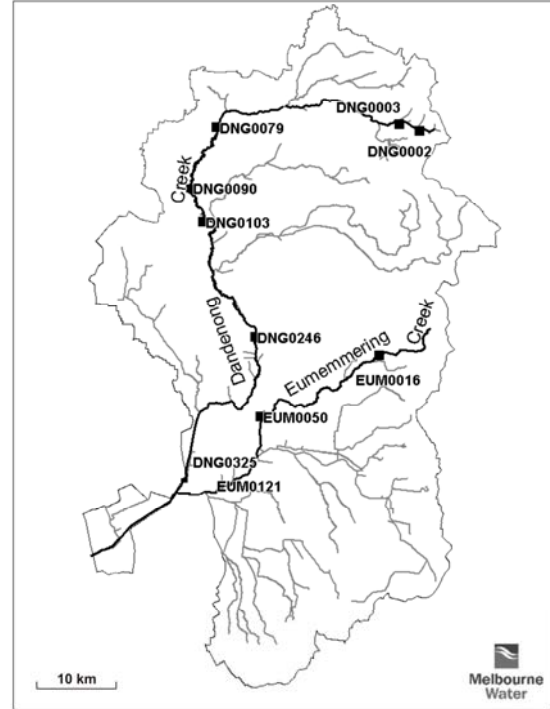 DNG0003
DNG0079
DNG0002
Creek
DNG0090
DNG0103
Dandenong
DNG0246
Eumemmering
Creek
EUM0016
EUM0050
DNG0325
EUM0121
10 km
Melbourne
Water